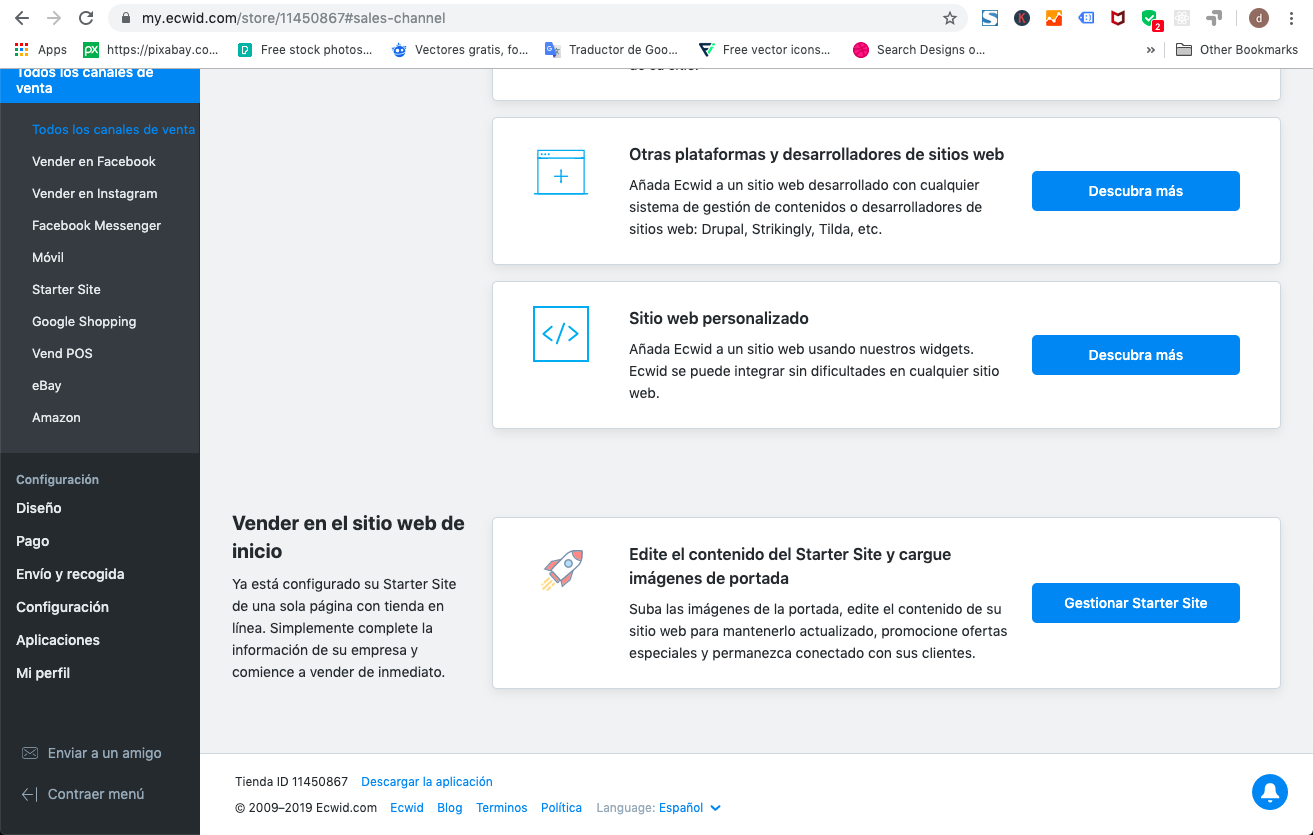 my.ecwid.com/store/11450867#sales-channel
2
d
Apps
https://pixabay.co...
Free stock photos...
Vectores gratis, fo...
Traductor de Goo...
Free vector icons...
Search Designs o...
»
Other Bookmarks
Todos los canales de
venta
Todos los canales de venta
Vender en Facebook
Vender en Instagram
Facebook Messenger
Móvil
Starter Site
Google Shopping
Vend POS
eBay
Amazon
Configuración
Diseño
Pago
Envío y recogida
Configuración
Aplicaciones
Mi perfil
Enviar a un amigo
Contraer menú
Otras plataformas y desarrolladores de sitios web
Añada Ecwid a un sitio web desarrollado con cualquier
sistema de gestión de contenidos o desarrolladores de
sitios web: Drupal, Strikingly, Tilda, etc.
Descubra más
Sitio web personalizado
Añada Ecwid a un sitio web usando nuestros widgets.
Ecwid se puede integrar sin dificultades en cualquier sitio
web.
Descubra más
Vender en el sitio web de
inicio
Ya está configurado su Starter Site
de una sola página con tienda en
línea. Simplemente complete la
información de su empresa y
comience a vender de inmediato.
Edite el contenido del Starter Site y cargue
imágenes de portada
Suba las imágenes de la portada, edite el contenido de su
sitio web para mantenerlo actualizado, promocione ofertas
especiales y permanezca conectado con sus clientes.
Gestionar Starter Site
Tienda ID 11450867 Descargar la aplicación
© 2009–2019 Ecwid.com Ecwid Blog Terminos Política Language: Español